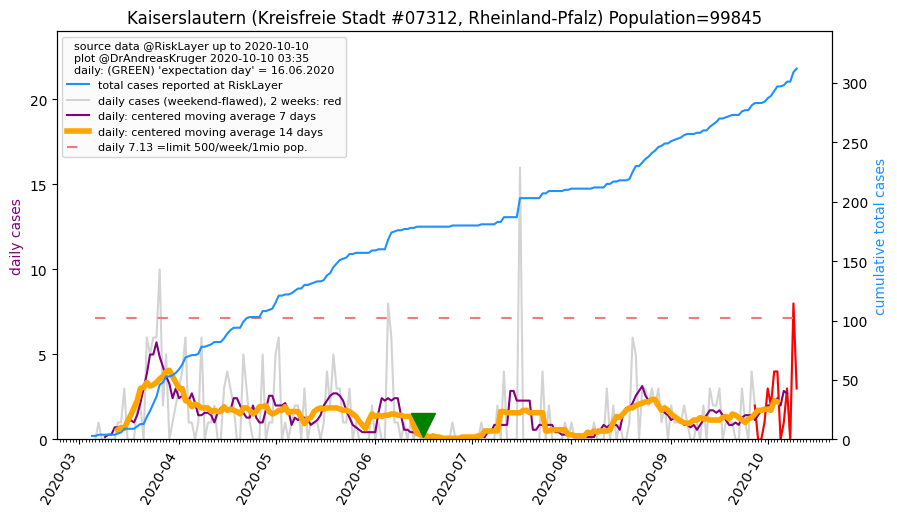 Kaiserslautern (Kreisfreie Stadt #07312, Rheinland-Pfalz) Population=99845
source data @RiskLayer up to 2020-10-10
plot @DrAndreasKruger 2020-10-10 03:35
daily: (GREEN) 'expectation day' = 16.06.2020
total cases reported at RiskLayer
daily cases (weekend-flawed), 2 weeks: red
daily: centered moving average 7 days
daily: centered moving average 14 days
daily 7.13 =limit 500/week/1mio pop.
daily cases
20
15
10
5
0
cumulative total cases
300
250
200
150
100
50
0
2020-03
2020-04
2020-05
2020-06
2020-07
2020-08
2020-09
2020-10